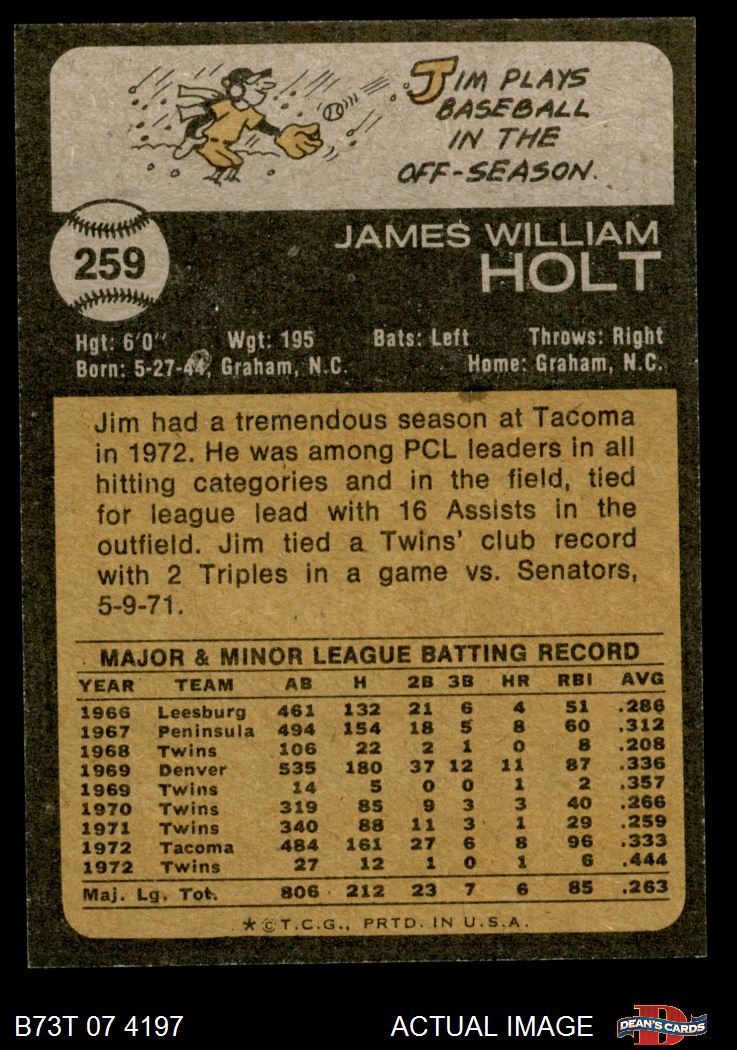 JIM PLAYS
BASEBALL
IN THE
OFF-SEASON.
259
JAMES WILLIAM
HOLT
Hgt: 6'0" Wgt: 195 Bats: Left Throws: Right
Born: 5-27-44, Graham, N.C. Home: Graham, N.C.
Jim had a tremendous season at Tacoma
in 1972. He was among PCL leaders in all
hitting categories and in the field, tied
for league lead with 16 Assists in the
outfield. Jim tied a Twins' club record
with 2 Triples in a game vs. Senators,
5-9-71.
MAJOR & MINOR LEAGUE BATTING RECORD
YEAR TEAM AB H 2B 3B HR RBI AVG
1966 Leesburg 461 132 21 6 4 51 .286
1967 Peninsula 494 154 18 5 8 60 .312
1968 Twins 106 22 2 1 0 8 .208
1969 Denver 535 180 37 12 11 87 .336
1969 Twins 14 5 0 0 1 2 .357
1970 Twins 319 85 9 3 3 40 .266
1971 Twins 340 88 11 3 1 29 .259
1972 Tacoma 484 161 27 6 8 96 .333
1972 Twins 27 12 1 0 1 6 .444
Maj. Lg. Tot. 806 212 23 7 6 85 .263
*©T.C.G., PRTD. IN U.S.A.
B73T 07 4197 ACTUAL IMAGE DEAN'S CARDS